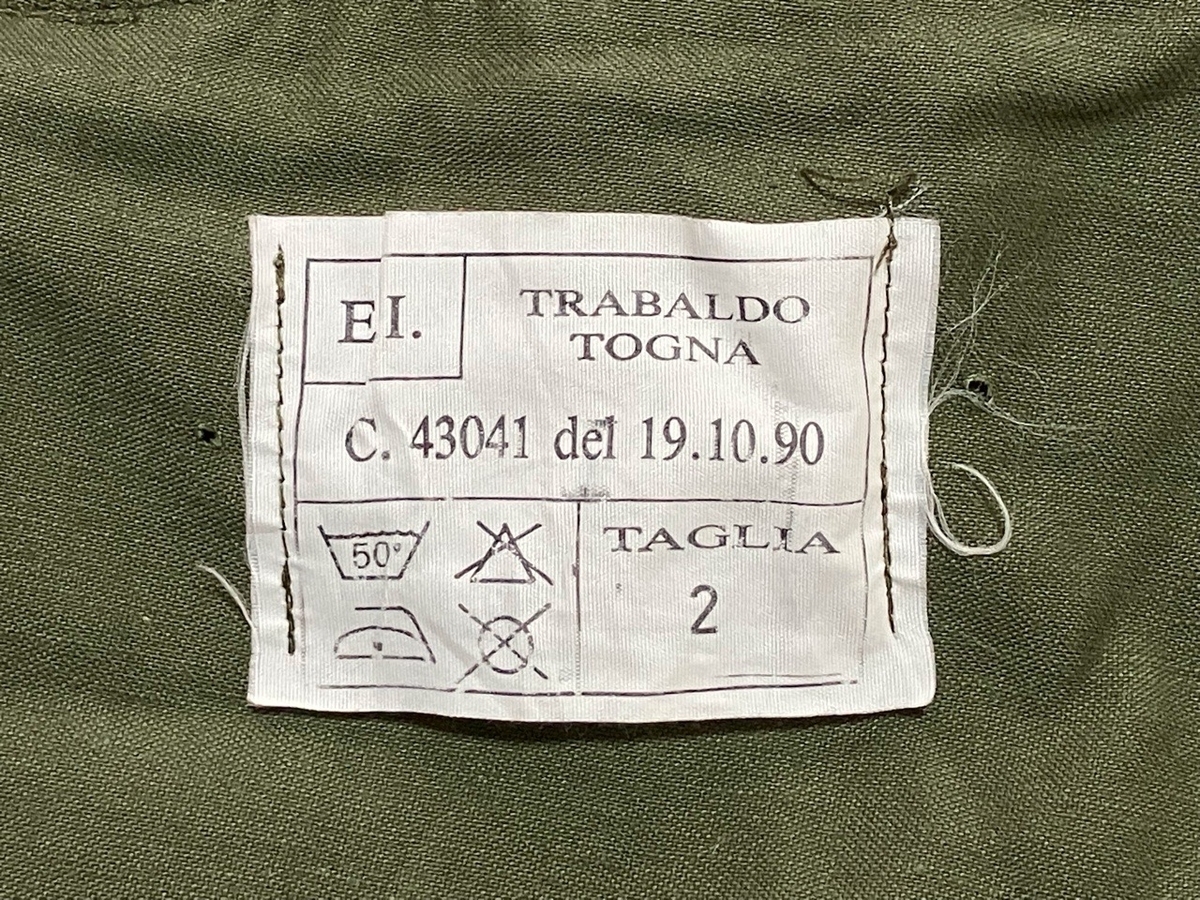 EI.
TRABALDO
TOGNA
C. 43041 del 19.10.90
50°
TAGLIA
2